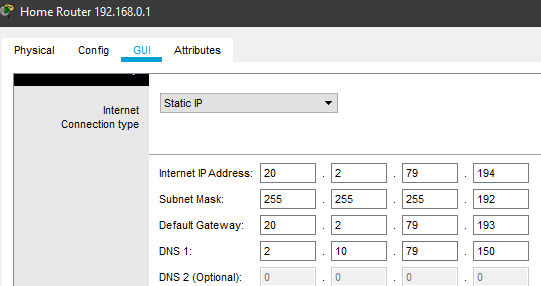 Home Router 192.168.0.1
Physical Config GUI Attributes
Internet
Connection type
Static IP
Internet IP Address: 20 . 2 . 79 . 194
Subnet Mask: 255 . 255 . 255 . 192
Default Gateway: 20 . 2 . 79 . 193
DNS 1: 2 . 10 . 79 . 150
DNS 2 (Optional): 0 . 0 . 0 . 0